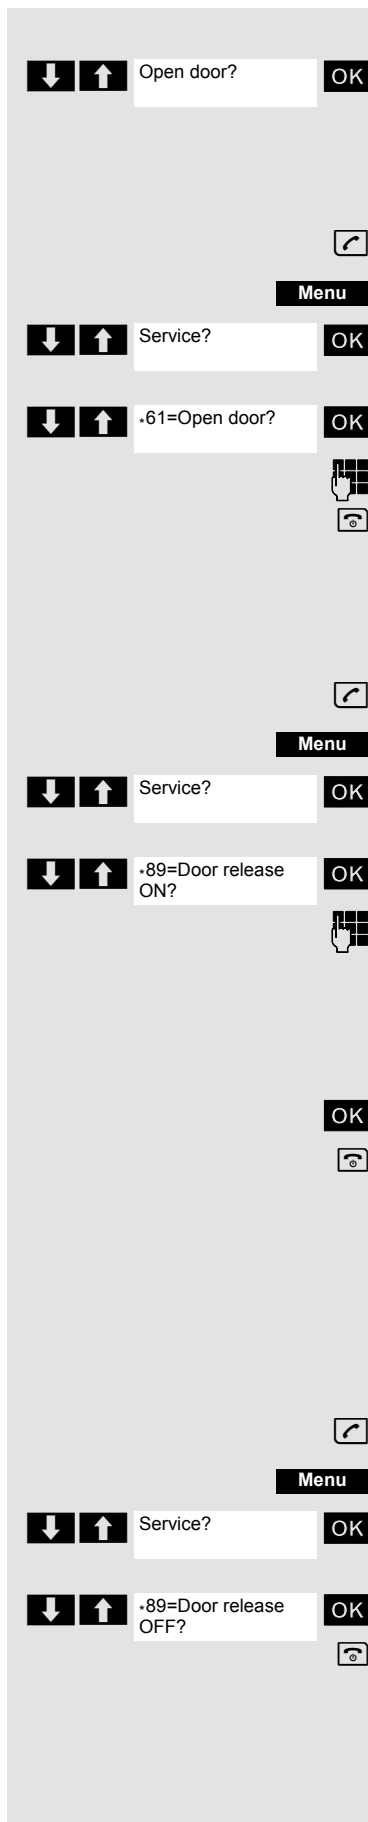 Open door? OK
Menu
Service? OK
*61=Open door? OK
Menu
Service? OK
*89=Door release OK
ON?
OK
Menu
Service? OK
*89=Door release OK
OFF?